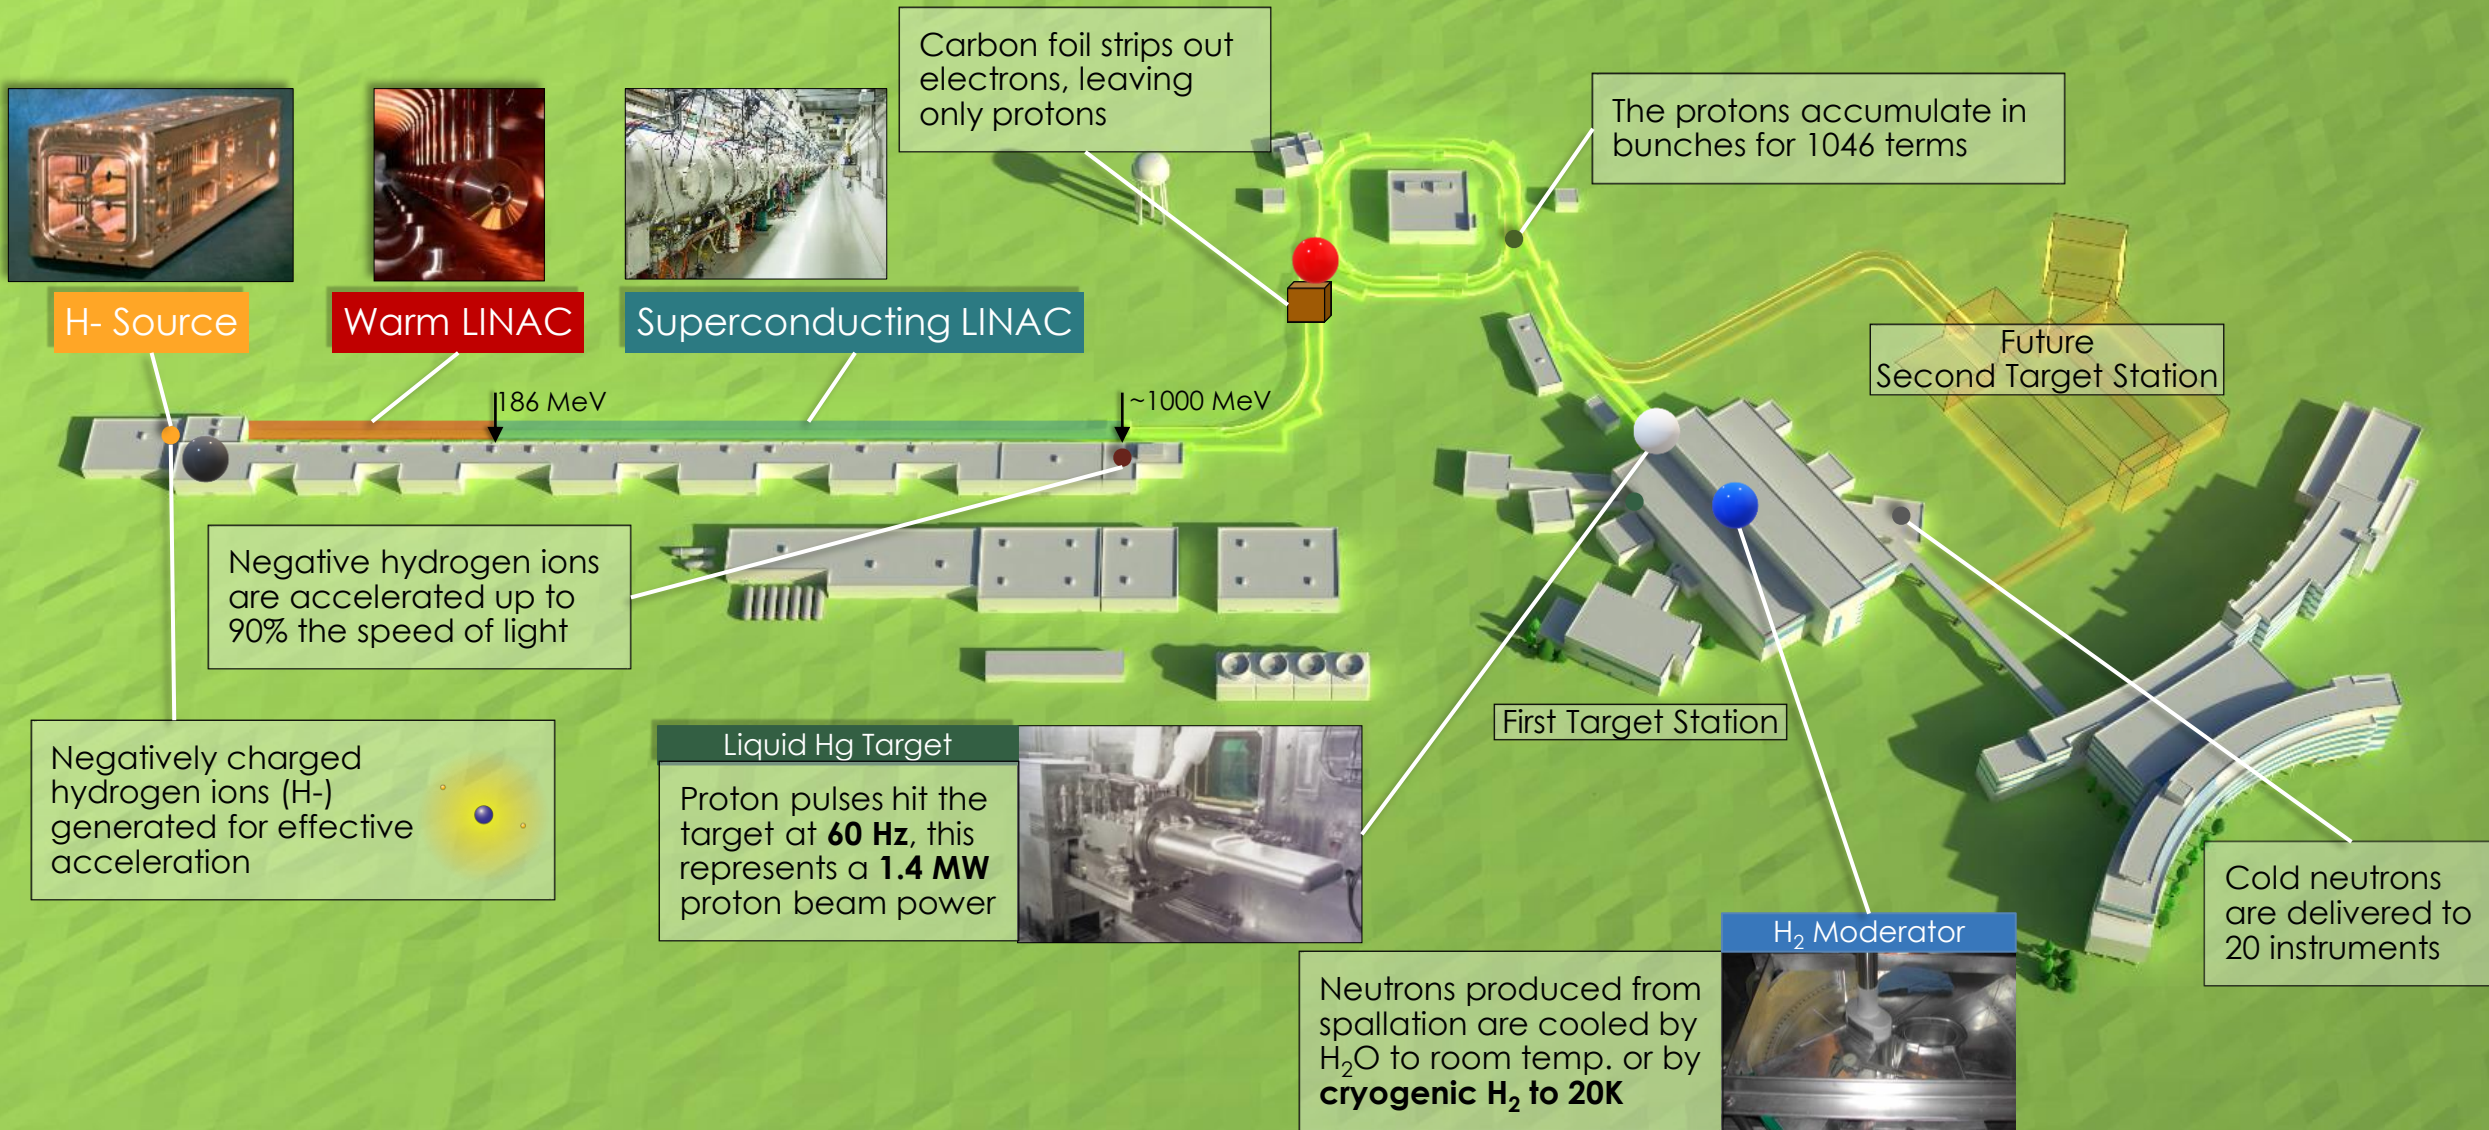 Carbon foil strips out
electrons, leaving
only protons
The protons accumulate in
bunches for 1046 terms
H- Source
Warm LINAC
Superconducting LINAC
186 MeV
~1000 MeV
Future
Second Target Station
Negative hydrogen ions
are accelerated up to
90% the speed of light
Negatively charged
hydrogen ions (H-)
generated for effective
acceleration
Liquid Hg Target
Proton pulses hit the
target at 60 Hz, this
represents a 1.4 MW
proton beam power
First Target Station
H₂ Moderator
Neutrons produced from
spallation are cooled by
H₂O to room temp. or by
cryogenic H₂ to 20K
Cold neutrons
are delivered to
20 instruments